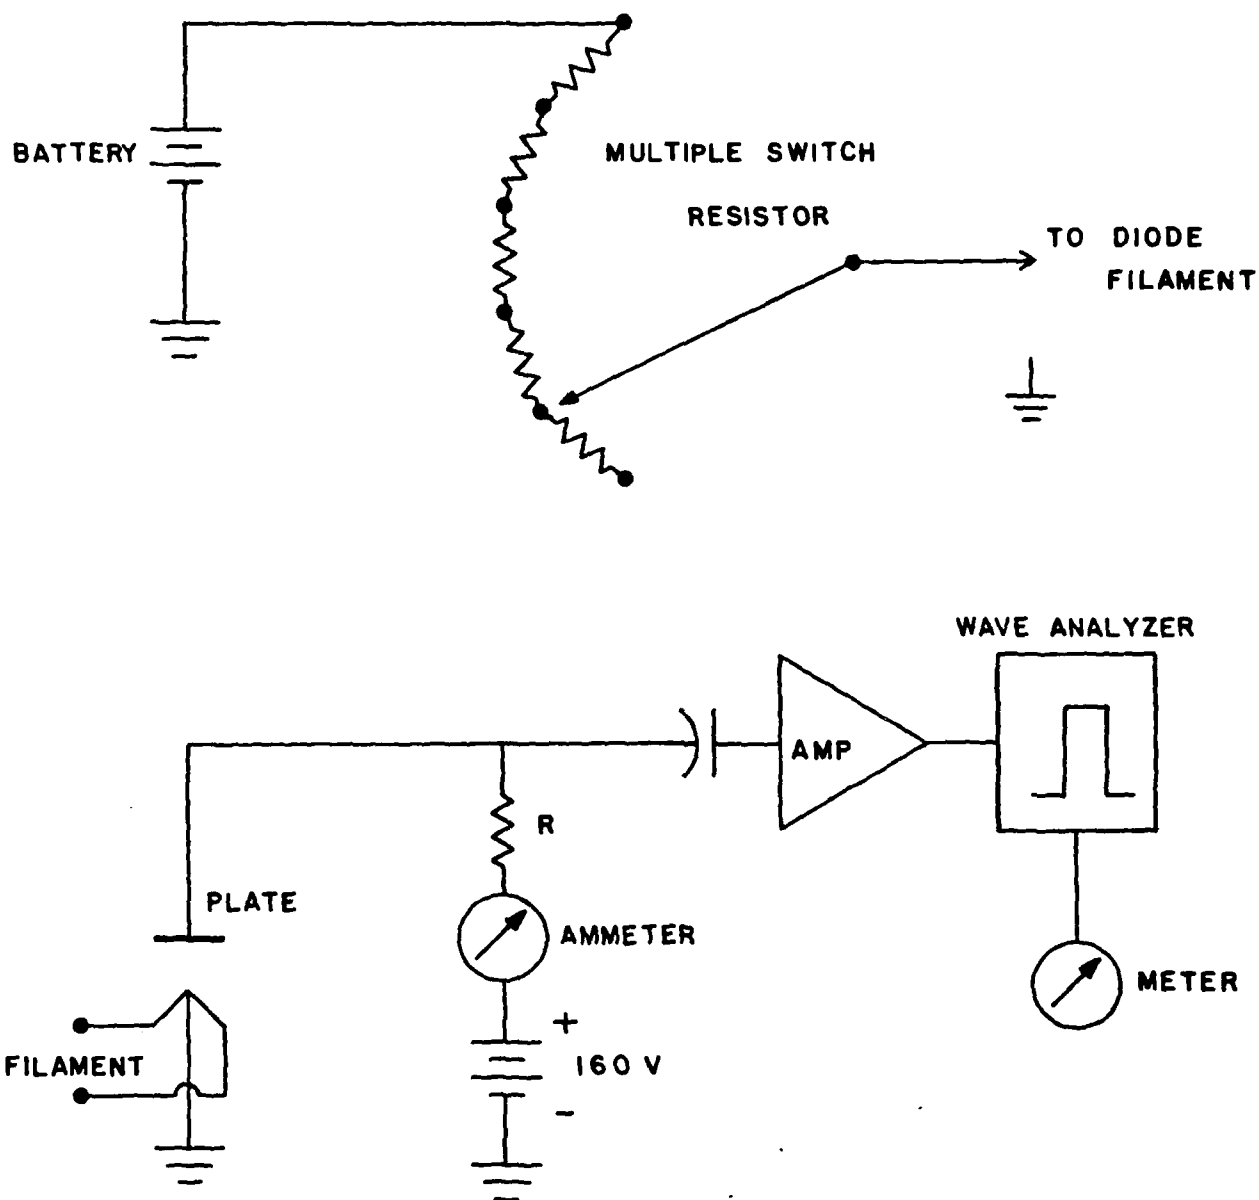 BATTERY
MULTIPLE SWITCH
RESISTOR
TO DIODE
FILAMENT
WAVE ANALYZER
AMP
R
PLATE
AMMETER
METER
+
FILAMENT
160 V
-